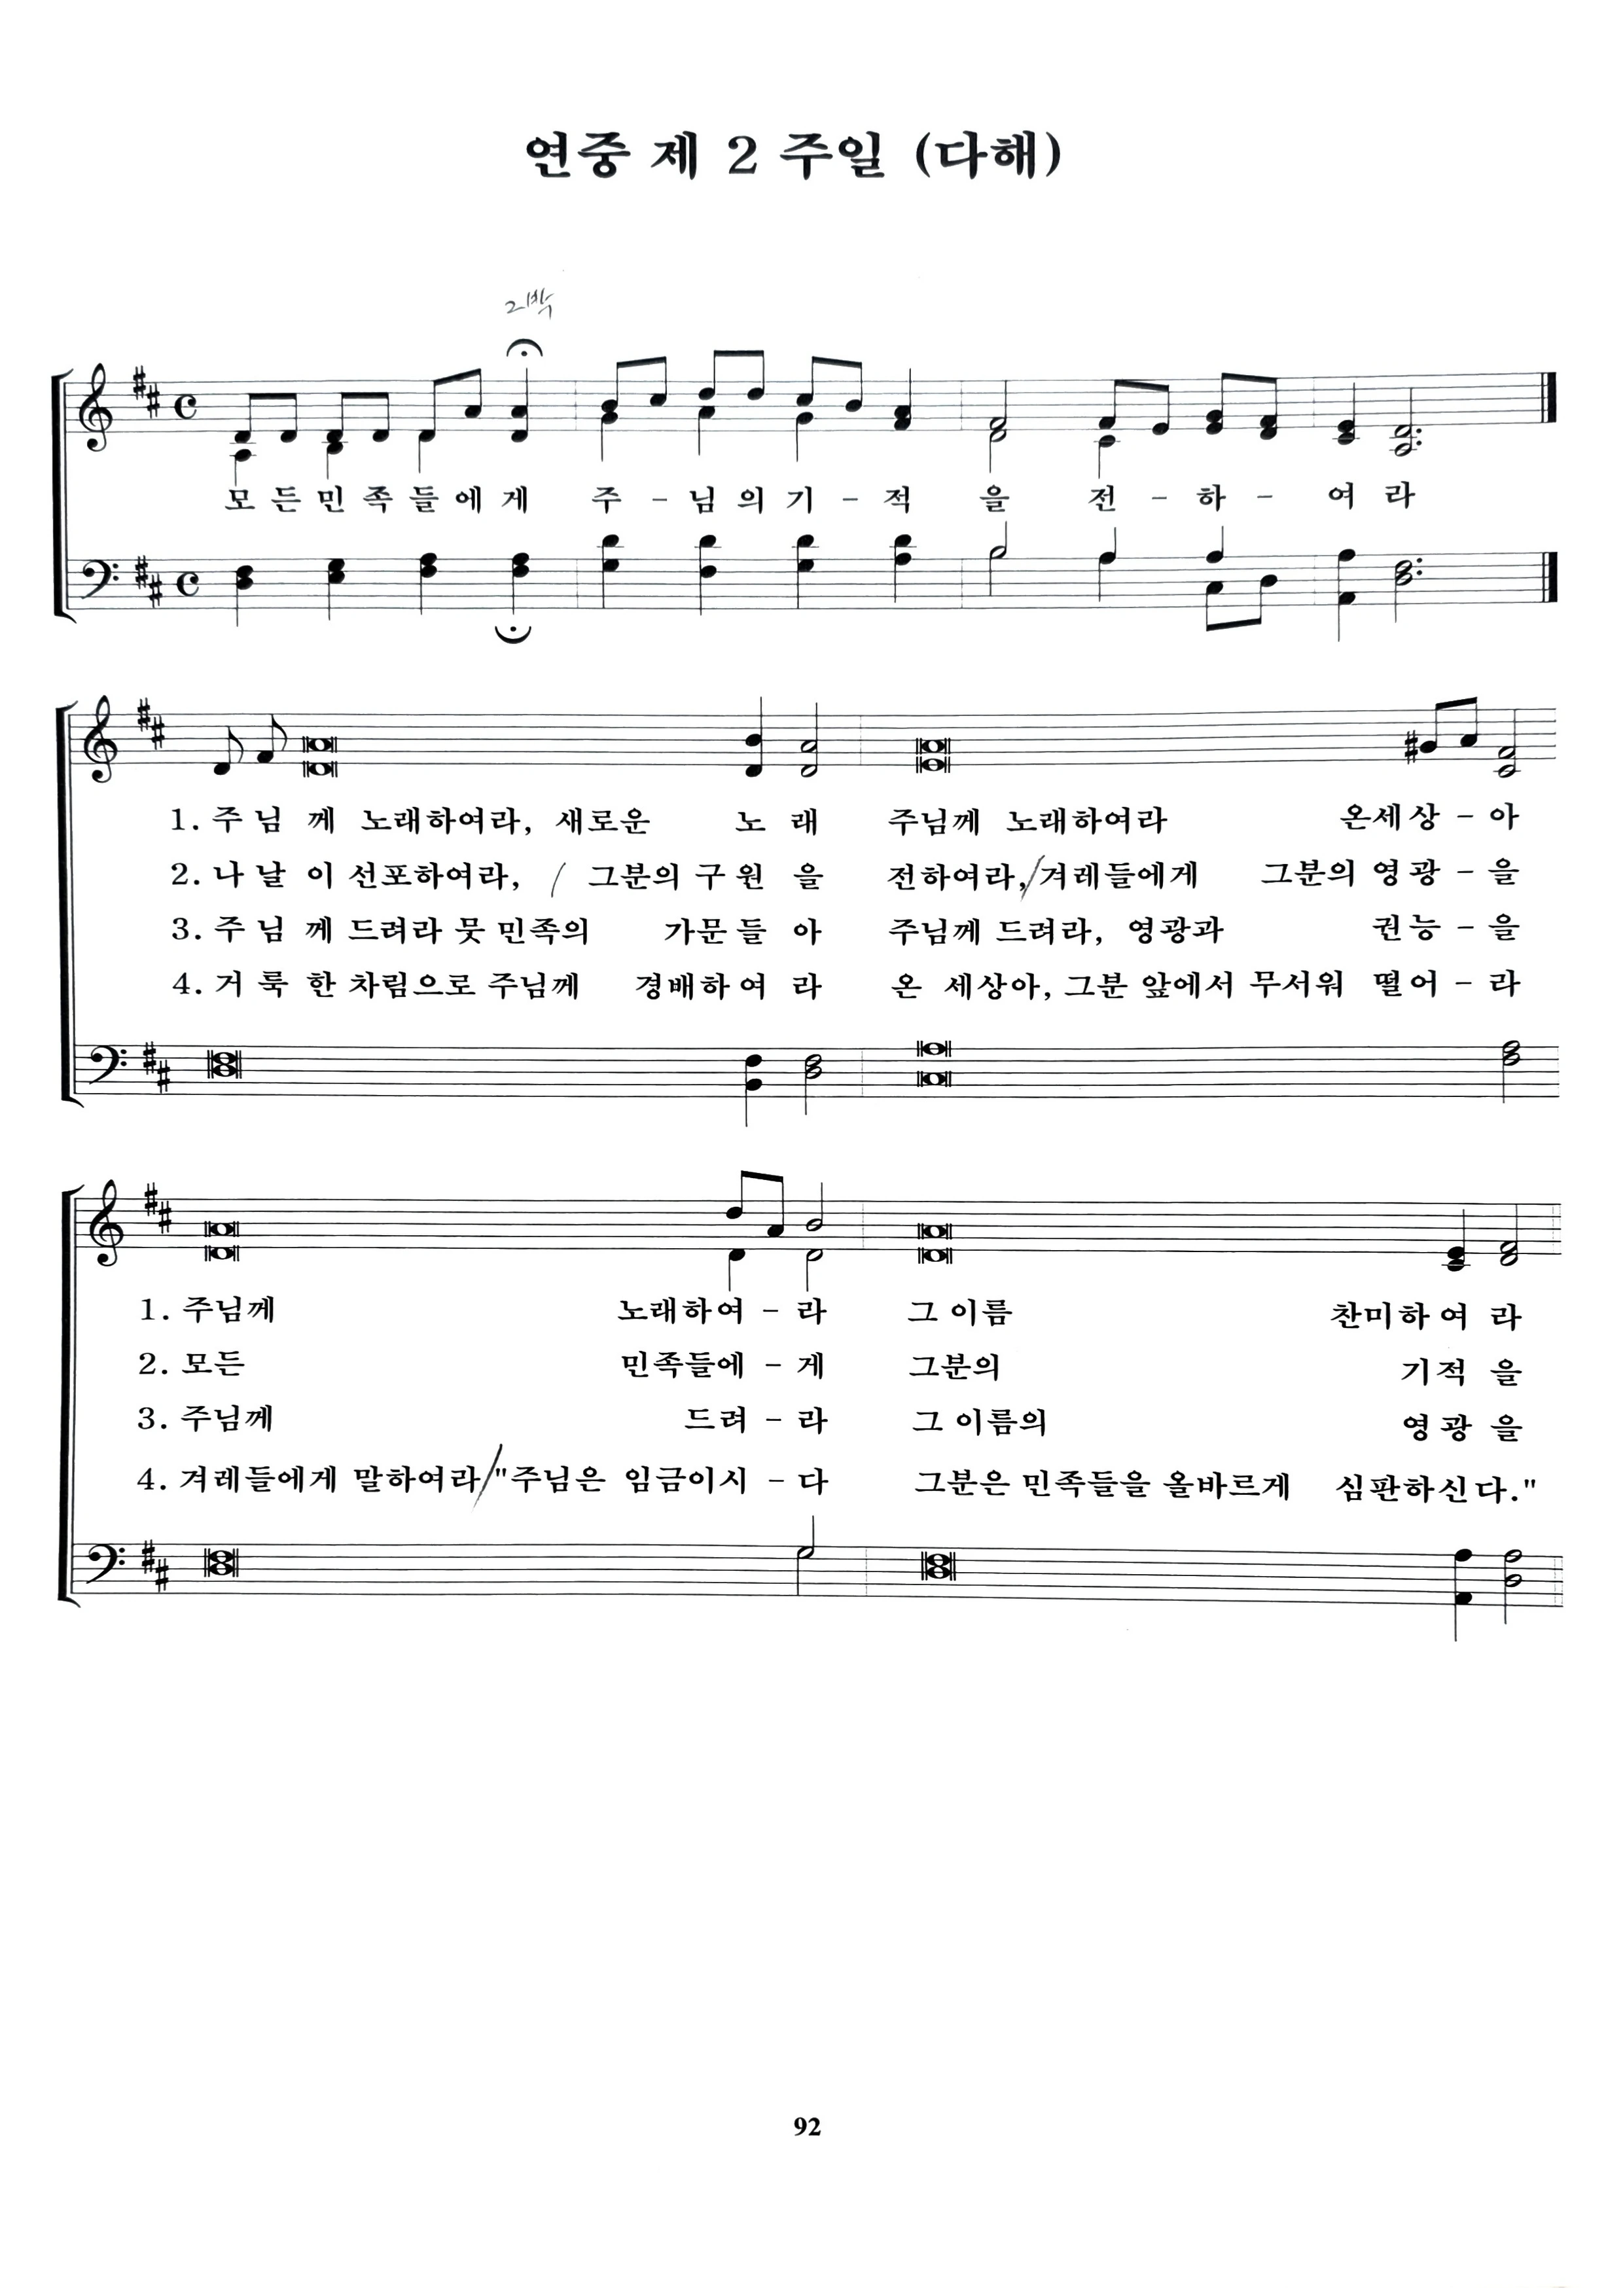 연중 제 2 주일 (다해)
2박
모 든 민 족 들 에 게 주 - 님 의 기 - 적 을 전 - 하 - 여 라
1. 주 님 께 노래하여라, 새로운 노 래 주님께 노래하여라 온세상 - 아
2. 나 날 이 선포하여라, / 그분의 구 원 을 전하여라, / 겨레들에게 그분의 영광 - 을
3. 주 님 께 드려라 뭇 민족의 가문들 아 주님께 드려라, 영광과 권능 - 을
4. 거 룩 한 차림으로 주님께 경배하여 라 온 세상아, 그분 앞에서 무서워 떨어 - 라
1. 주님께 노래하여 - 라 그 이름 찬미하여 라
2. 모든 민족들에 - 게 그분의 기적 을
3. 주님께 드려 - 라 그 이름의 영광 을
4. 겨레들에게 말하여라 / "주님은 임금이시 - 다 그분은 민족들을 올바르게 심판하신다."
92